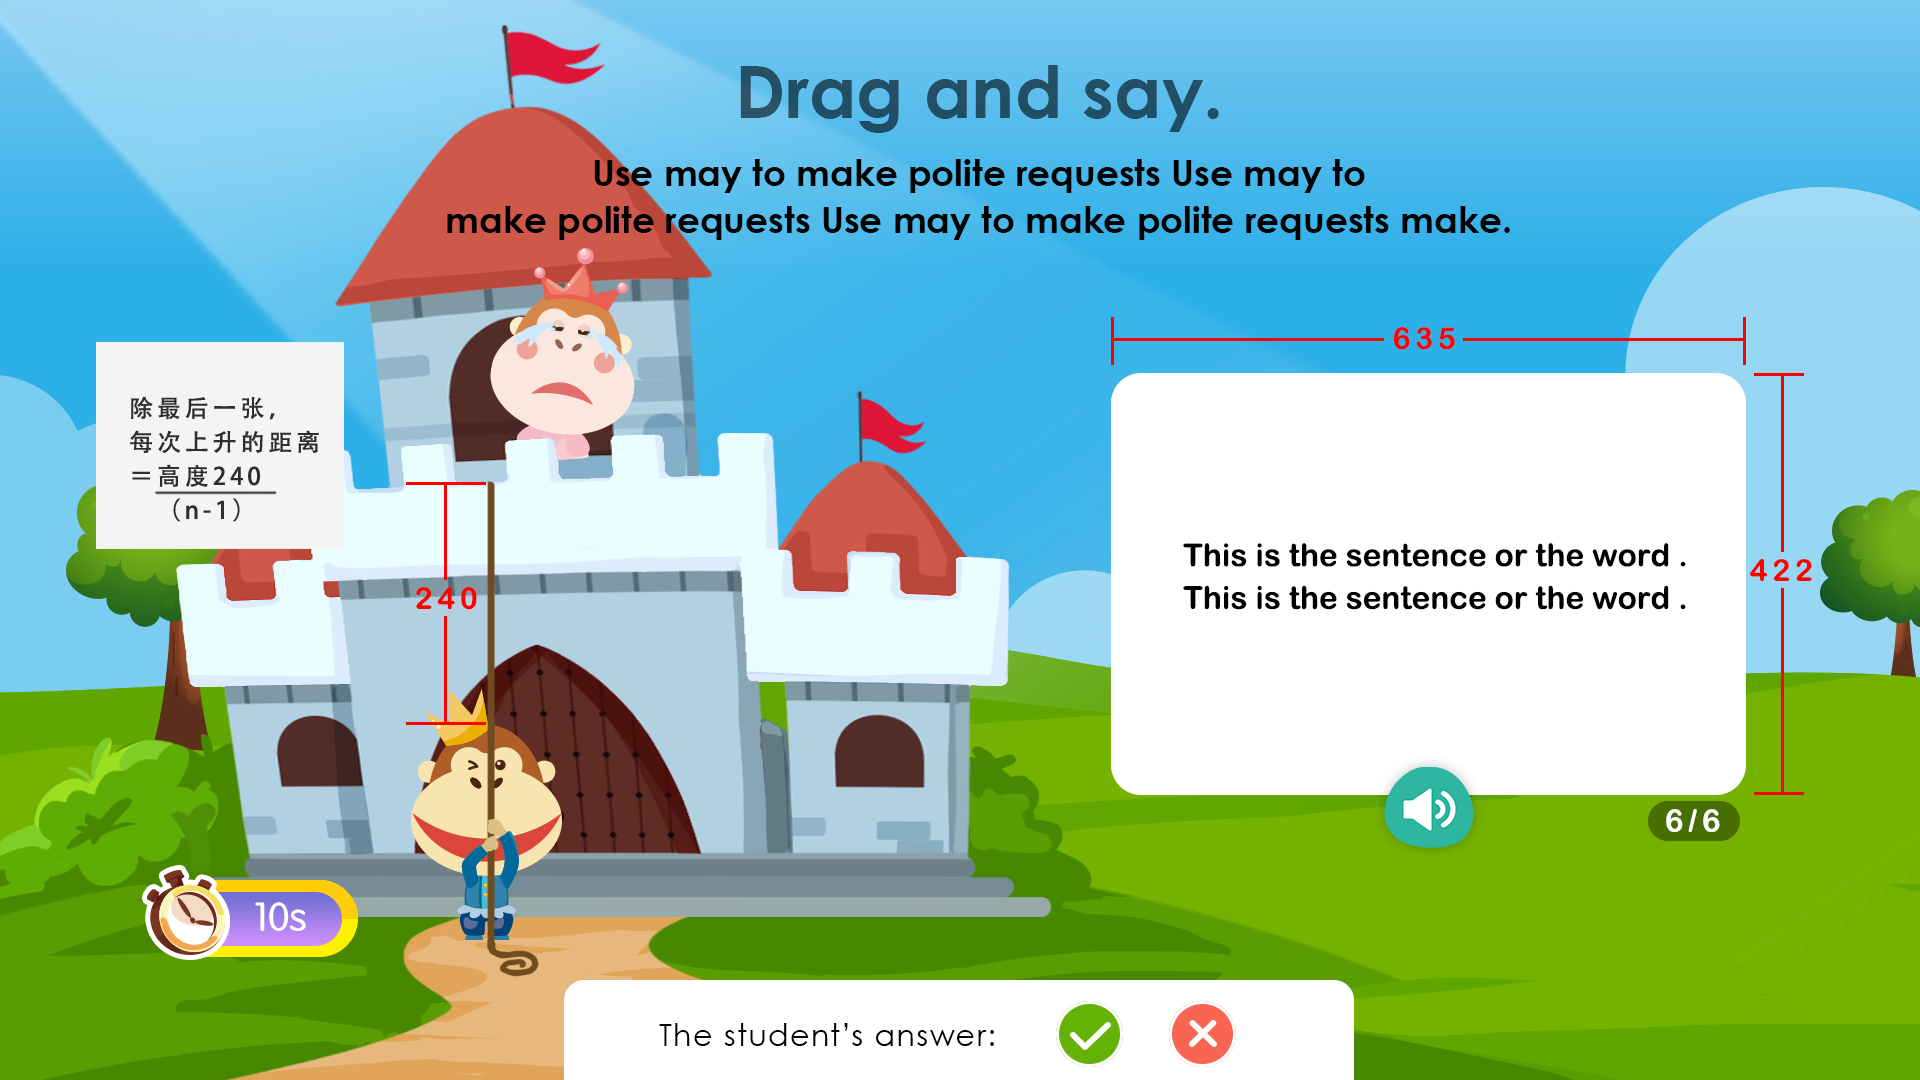 Drag and say.
Use may to make polite requests Use may to
make polite requests Use may to make polite requests make.
635
除最后一张,
每次上升的距离
=高度240
(n-1)
240
This is the sentence or the word .
This is the sentence or the word .
422
6/6
10s
The student's answer: